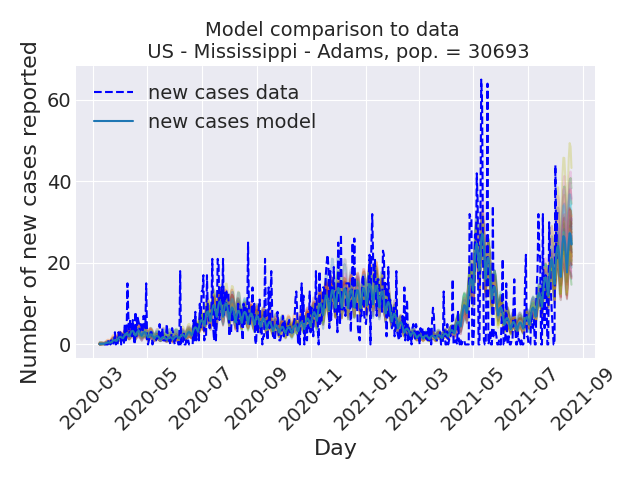 Model comparison to data
US - Mississippi - Adams, pop. = 30693
Number of new cases reported
60
40
20
0
new cases data
new cases model
2020-03
2020-05
2020-07
2020-09
2020-11
2021-01
2021-03
2021-05
2021-07
2021-09
Day